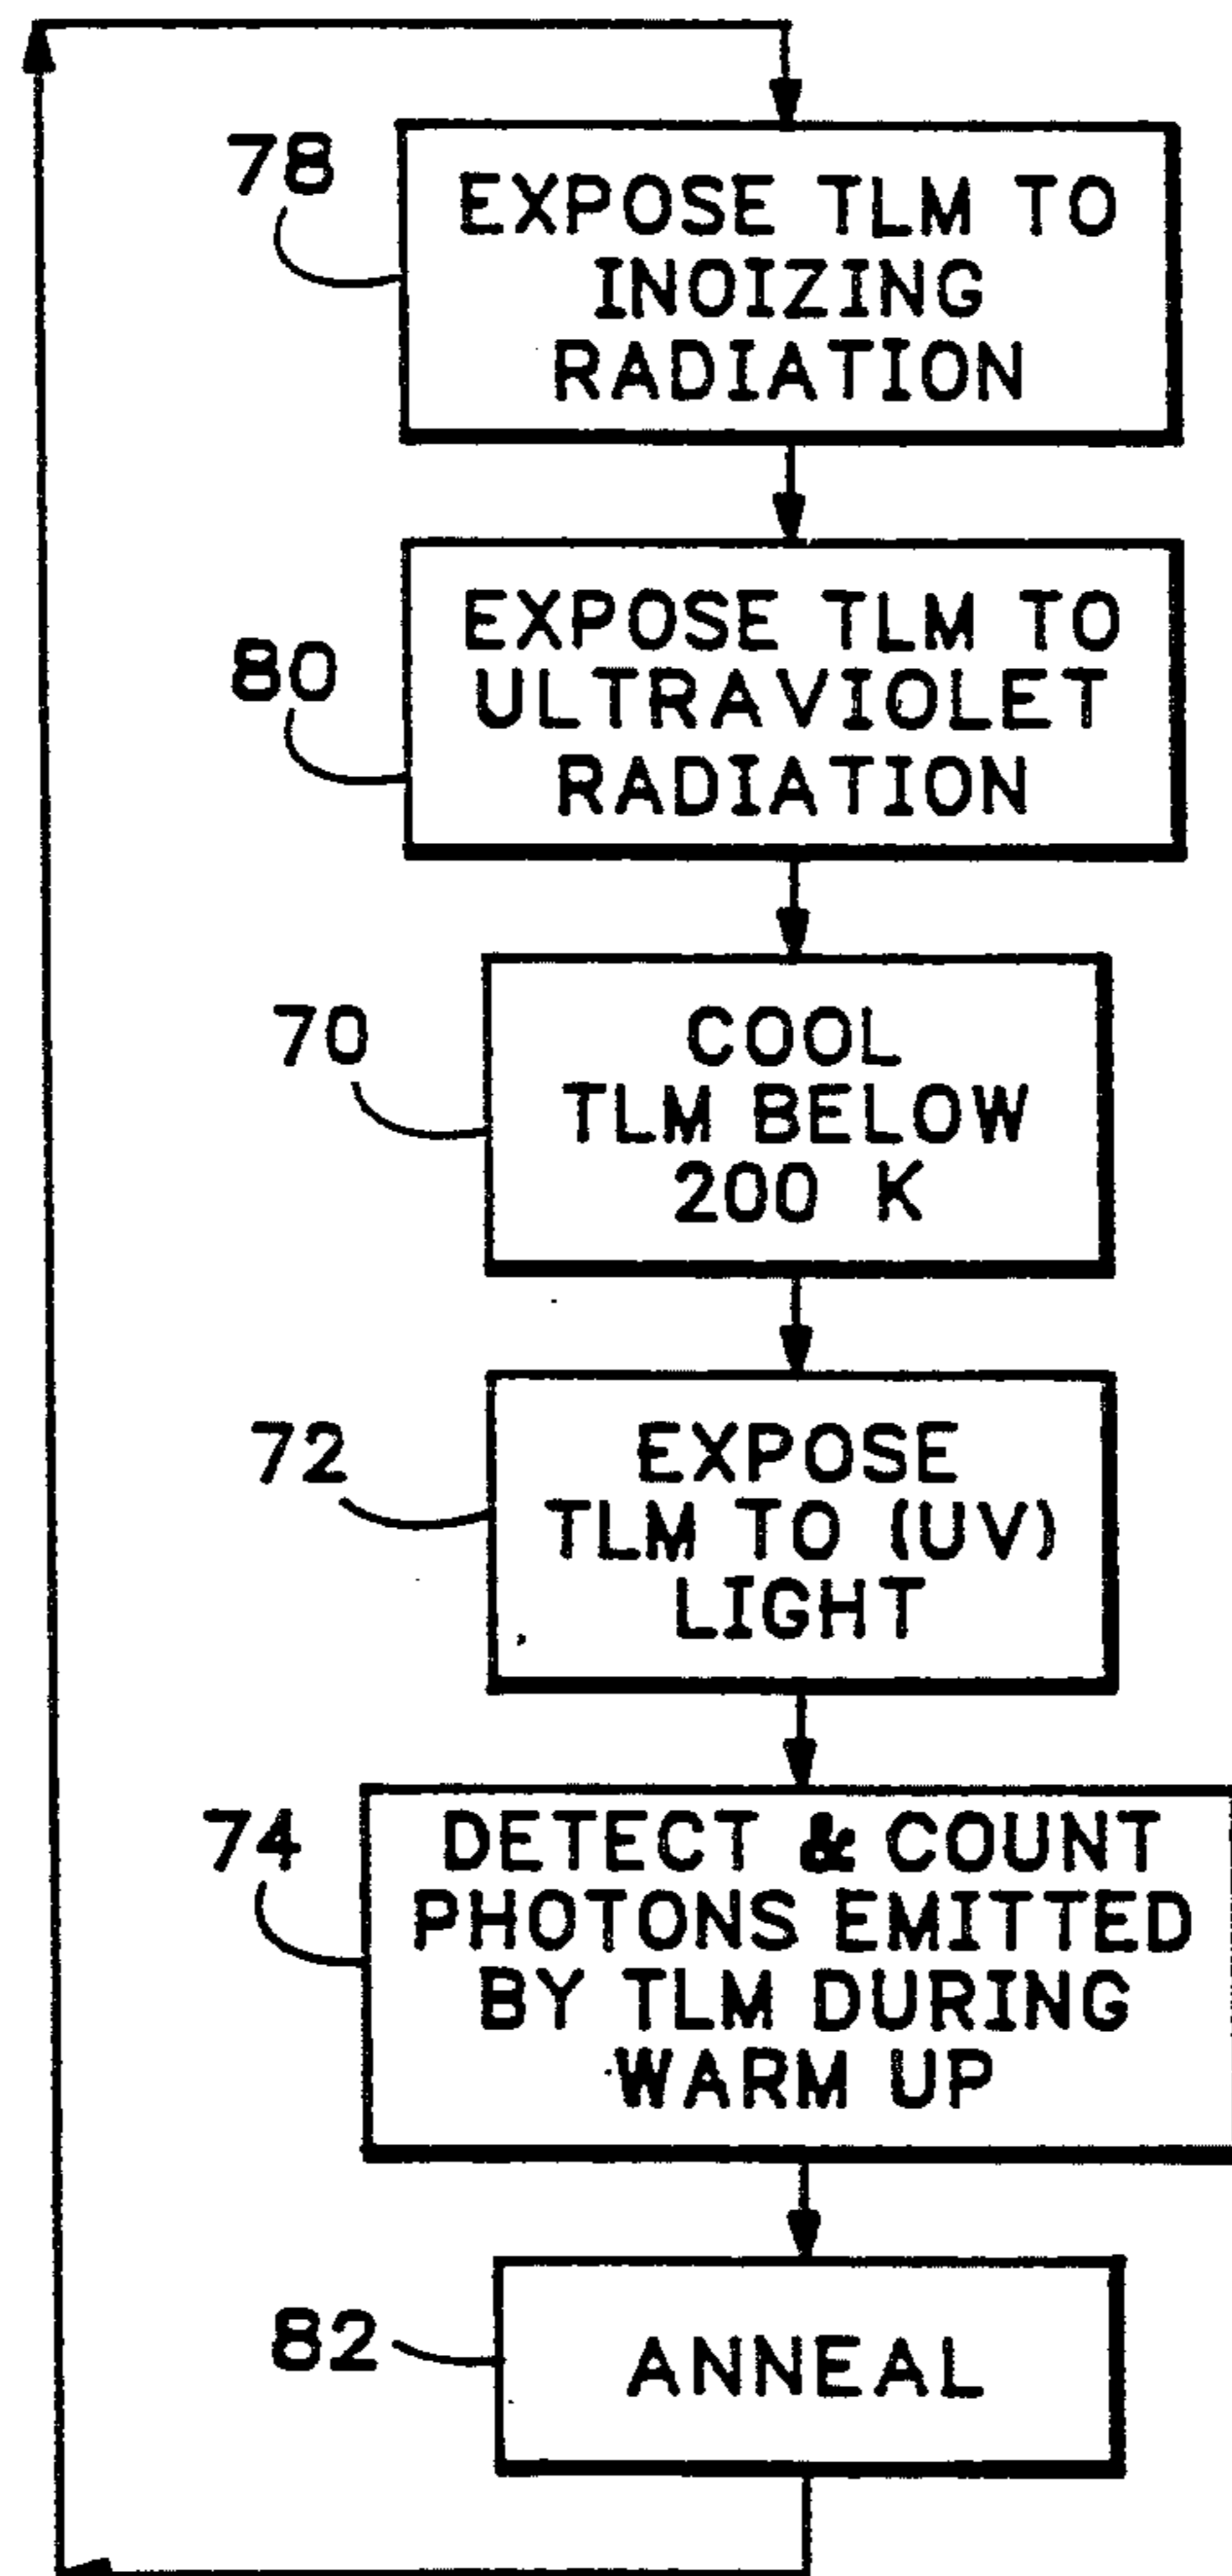 78
EXPOSE TLM TO
INOIZING
RADIATION
80
EXPOSE TLM TO
ULTRAVIOLET
RADIATION
70
COOL
TLM BELOW
200 K
72
EXPOSE
TLM TO (UV)
LIGHT
74
DETECT & COUNT
PHOTONS EMITTED
BY TLM DURING
WARM UP
82
ANNEAL